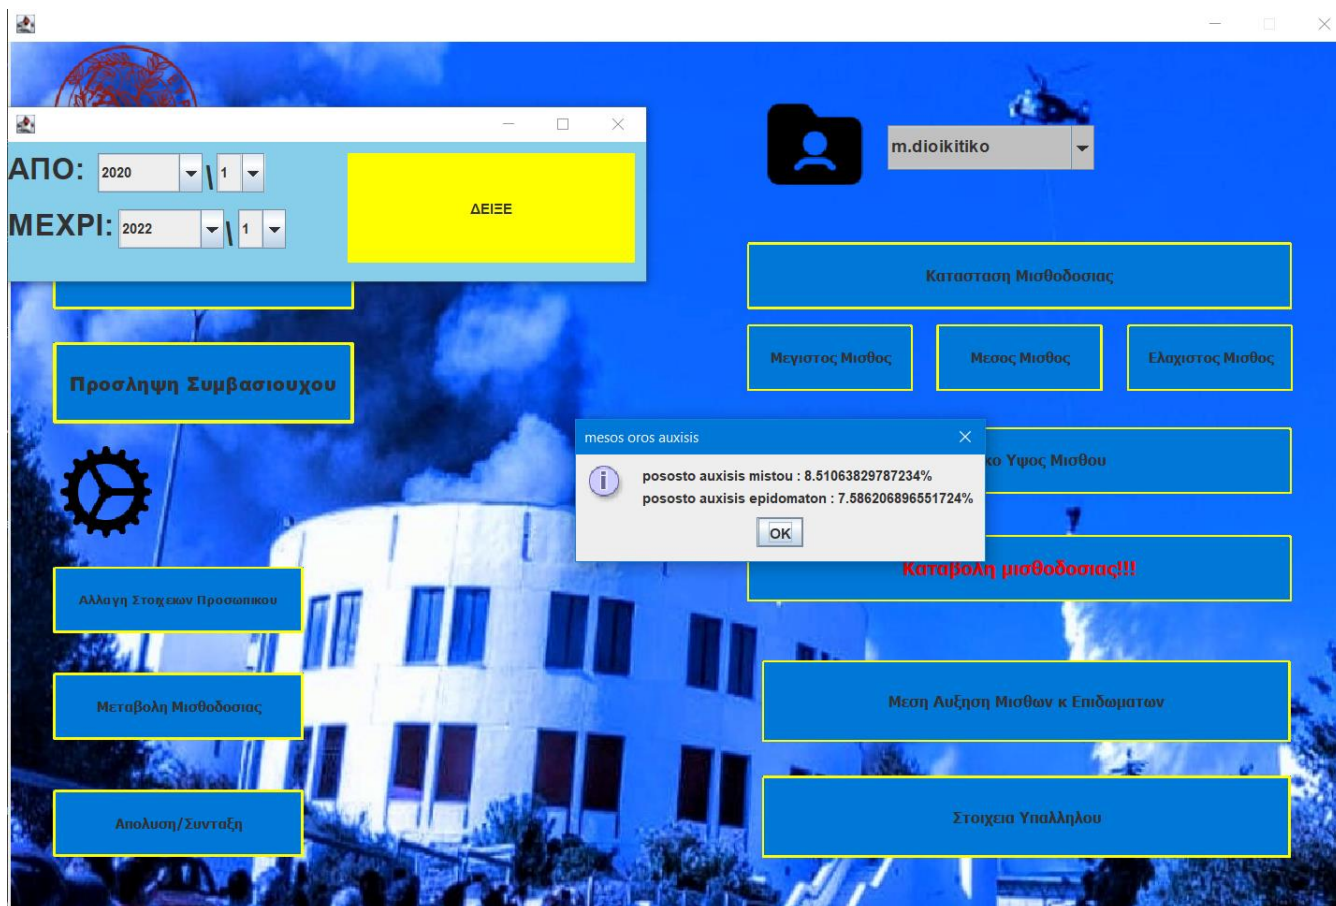 ΑΠΟ: 2020 \ 1
ΜΕΧΡΙ: 2022 \ 1
ΔΕΙΞΕ
m.dioikitiko
Κατασταση Μισθοδοσιας
Μεγιστος Μισθος
Μεσος Μισθος
Ελαχιστος Μισθος
Προσληψη Συμβασιουχου
mesos oros auxisis
pososto auxisis mistou : 8.51063829787234%
pososto auxisis epidomaton : 7.586206896551724%
OK
κο Υψος Μισθου
Καταβολη μισθοδοσιας!!!
Αλλαγη Στοιχειων Προσωπικου
Μεταβολη Μισθοδοσιας
Μεση Αυξηση Μισθων κ Επιδωματων
Απολυση/Συνταξη
Στοιχεια Υπαλληλου